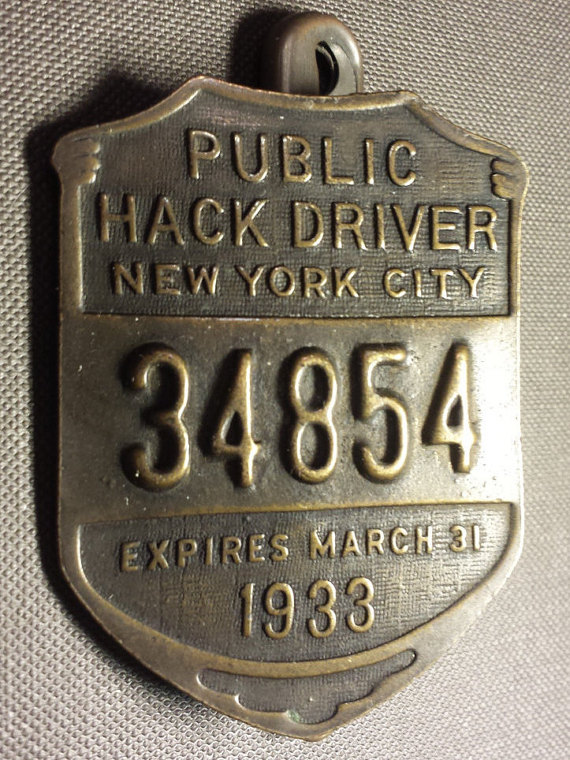 PUBLIC
HACK DRIVER
NEW YORK CITY
34854
EXPIRES MARCH 31
1933